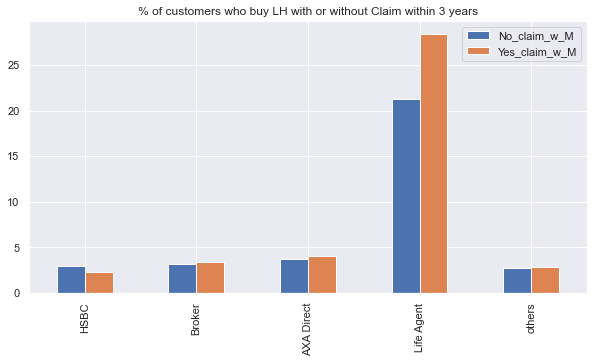 % of customers who buy LH with or without Claim within 3 years
No_claim_w_M
Yes_claim_w_M
25
20
15
10
5
0
HSBC
Broker
AXA Direct
Life Agent
others